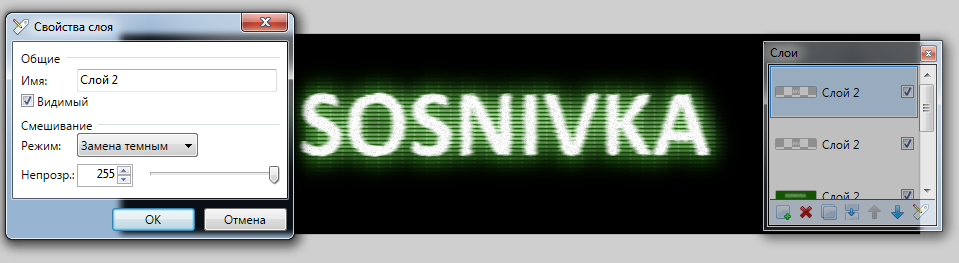 Свойства слоя
Общие
Имя: Слой 2
Видимый
Смешивание
Режим: Замена темным
Непрозр.: 255
ОК
Отмена
SOSNIVKA
Слои
Слой 2
Слой 2
Слой 2